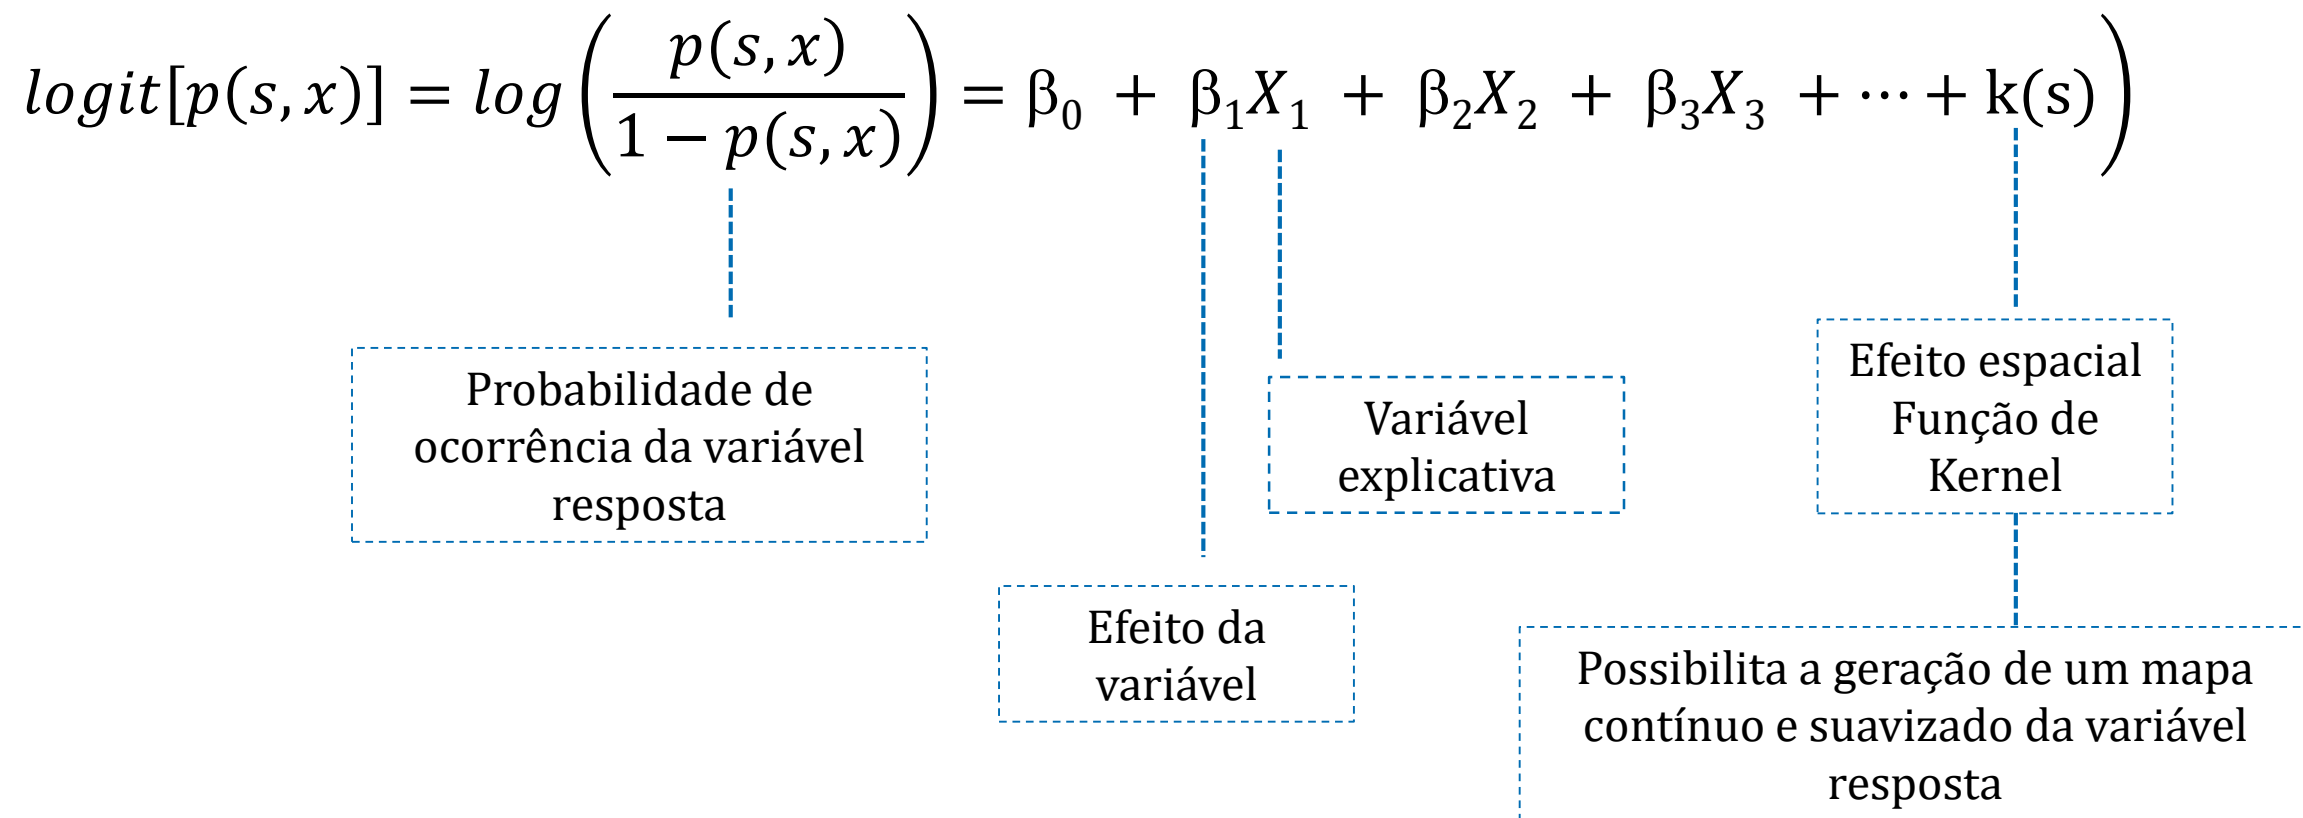 logit[p(s, x)] = log(p(s, x) / 1 − p(s, x)) = β₀ + β₁X₁ + β₂X₂ + β₃X₃ + ⋯ + k(s))
Probabilidade de
ocorrência da variável
resposta
Variável
explicativa
Efeito espacial
Função de
Kernel
Efeito da
variável
Possibilita a geração de um mapa
contínuo e suavizado da variável
resposta